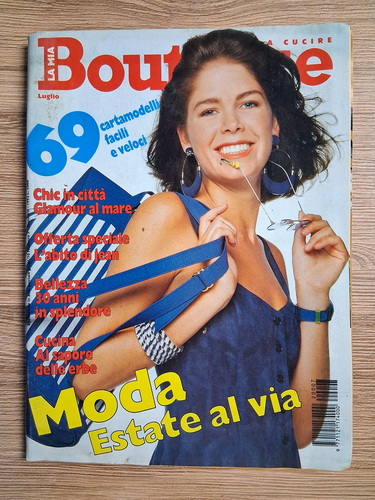 LA MIA
Boutique
A CUCIRE
Luglio
69
cartamodelli
facili
e veloci
Chic in città
Glamour al mare
Offerta speciale
L'abito di jean
Bellezza
30 anni
in splendore
Cucina
Al sapore
delle erbe
Moda
Estate al via